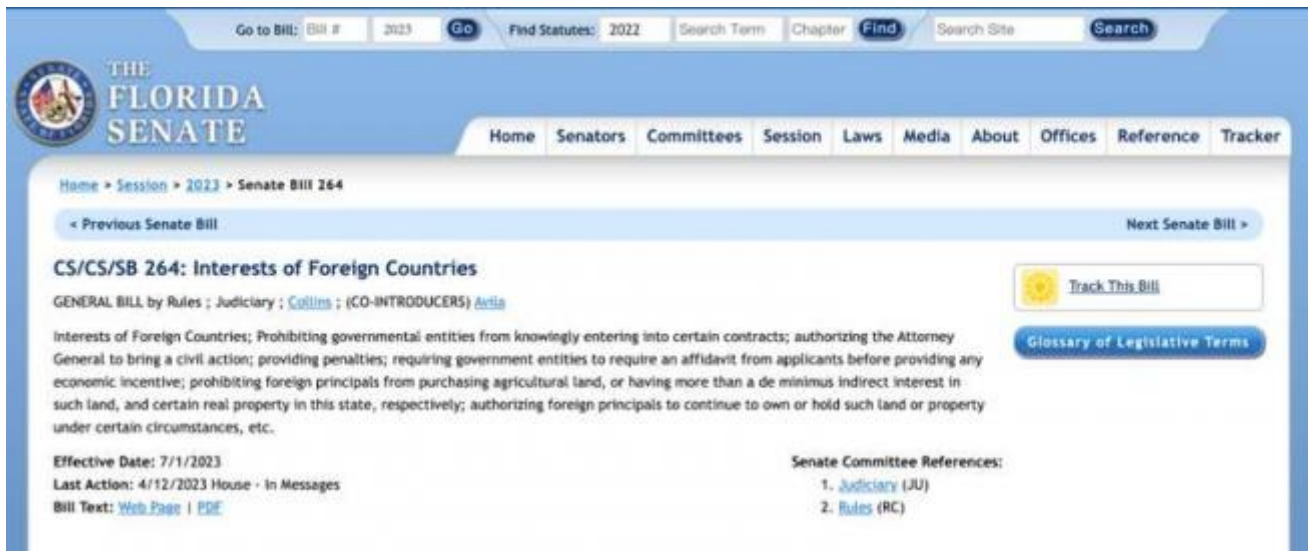 Go to Bill: Bill # 2023 Go Find Statutes: 2022 Search Term Chapter Find Search Site Search
THE
FLORIDA
SENATE
Home Senators Committees Session Laws Media About Offices Reference Tracker
Home > Session > 2023 > Senate Bill 264
< Previous Senate Bill Next Senate Bill >
CS/CS/SB 264: Interests of Foreign Countries
Track This Bill
GENERAL BILL by Rules ; Judiciary ; Collins ; (CO-INTRODUCERS) Avila
Interests of Foreign Countries; Prohibiting governmental entities from knowingly entering into certain contracts; authorizing the Attorney
Glossary of Legislative Terms
General to bring a civil action; providing penalties; requiring government entities to require an affidavit from applicants before providing any
economic incentive; prohibiting foreign principals from purchasing agricultural land, or having more than a de minimus indirect interest in
such land, and certain real property in this state, respectively; authorizing foreign principals to continue to own or hold such land or property
under certain circumstances, etc.
Effective Date: 7/1/2023
Last Action: 4/12/2023 House - In Messages
Bill Text: Web Page | PDF
Senate Committee References:
1. Judiciary (JU)
2. Rules (RC)